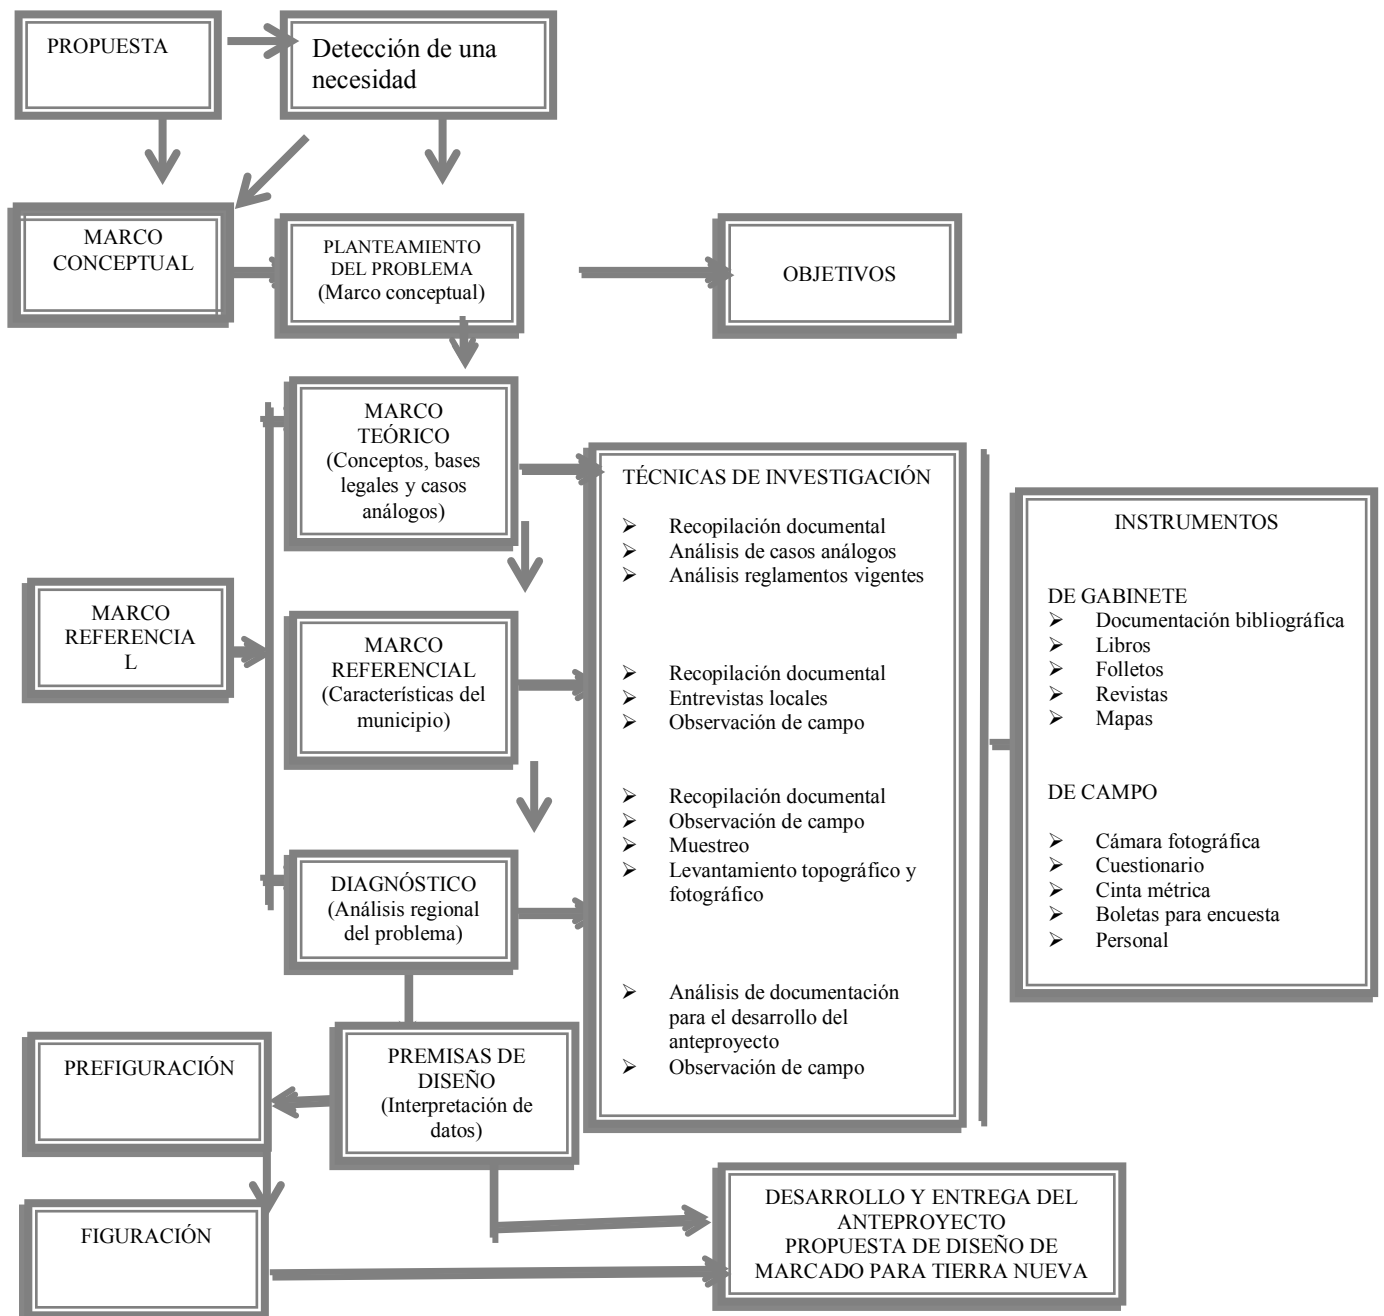 PROPUESTA
Detección de una
necesidad
MARCO
CONCEPTUAL
PLANTEAMIENTO
DEL PROBLEMA
(Marco conceptual)
OBJETIVOS
MARCO
TEÓRICO
(Conceptos, bases
legales y casos
análogos)
MARCO
REFERENCIA
L
MARCO
REFERENCIAL
(Características del
municipio)
DIAGNÓSTICO
(Análisis regional
del problema)
TÉCNICAS DE INVESTIGACIÓN
➢ Recopilación documental
➢ Análisis de casos análogos
➢ Análisis reglamentos vigentes
➢ Recopilación documental
➢ Entrevistas locales
➢ Observación de campo
➢ Recopilación documental
➢ Observación de campo
➢ Muestreo
➢ Levantamiento topográfico y
fotográfico
➢ Análisis de documentación
para el desarrollo del
anteproyecto
➢ Observación de campo
INSTRUMENTOS
DE GABINETE
➢ Documentación bibliográfica
➢ Libros
➢ Folletos
➢ Revistas
➢ Mapas
DE CAMPO
➢ Cámara fotográfica
➢ Cuestionario
➢ Cinta métrica
➢ Boletas para encuesta
➢ Personal
PREFIGURACIÓN
PREMISAS DE
DISEÑO
(Interpretación de
datos)
FIGURACIÓN
DESARROLLO Y ENTREGA DEL
ANTEPROYECTO
PROPUESTA DE DISEÑO DE
MARCADO PARA TIERRA NUEVA